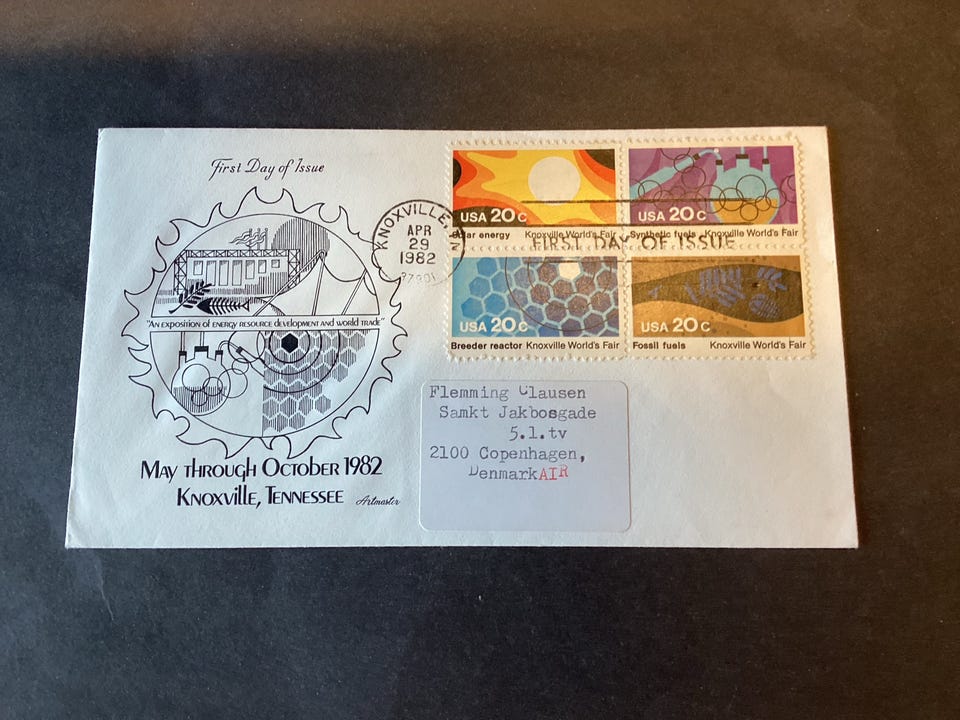 First Day of Issue
"An exposition of energy resource development and world trade"
May through October 1982
Knoxville, Tennessee
Artmaster
KNOXVILLE, TN
APR
29
1982
37901
FIRST DAY OF ISSUE
USA 20c
Solar energy Knoxville World's Fair
USA 20c
Synthetic fuels Knoxville World's Fair
USA 20c
Breeder reactor Knoxville World's Fair
USA 20c
Fossil fuels Knoxville World's Fair
Flemming Clausen
Samkt Jakbosgade
5.1.tv
2100 Copenhagen,
DenmarkAIR